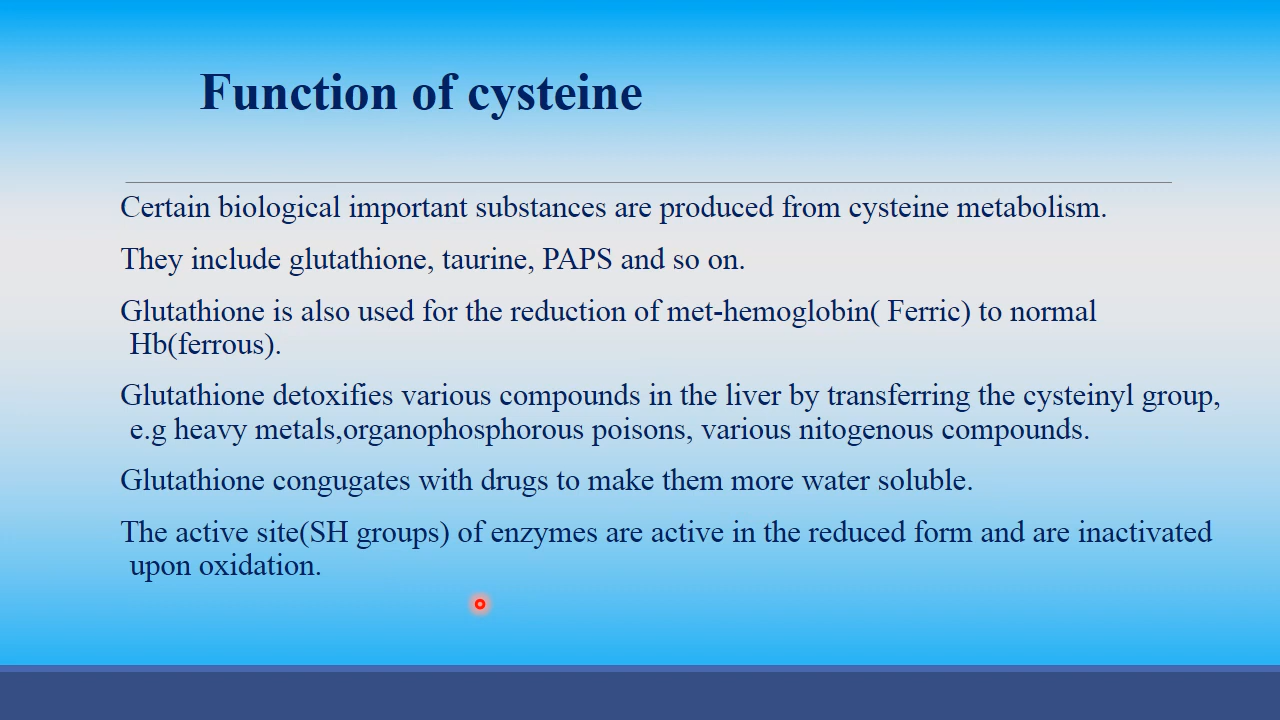 Function of cysteine
Certain biological important substances are produced from cysteine metabolism.
They include glutathione, taurine, PAPS and so on.
Glutathione is also used for the reduction of met-hemoglobin( Ferric) to normal
Hb(ferrous).
Glutathione detoxifies various compounds in the liver by transferring the cysteinyl group,
e.g heavy metals,organophosphorous poisons, various nitogenous compounds.
Glutathione congugates with drugs to make them more water soluble.
The active site(SH groups) of enzymes are active in the reduced form and are inactivated
upon oxidation.